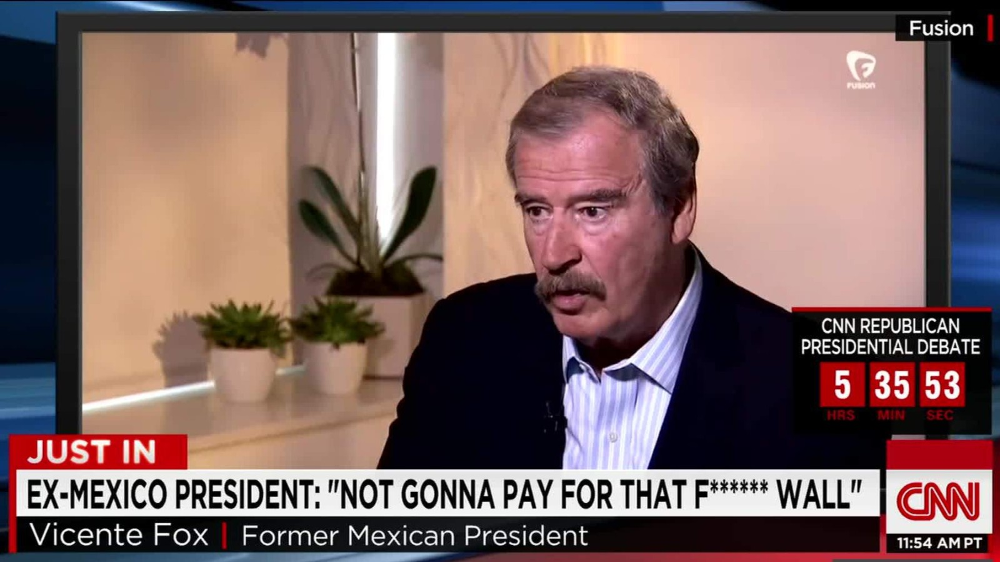 Fusion
FUSION
CNN REPUBLICAN
PRESIDENTIAL DEBATE
5 35 53
HRS MIN SEC
JUST IN
EX-MEXICO PRESIDENT: "NOT GONNA PAY FOR THAT F****** WALL"
Vicente Fox | Former Mexican President
CNN
11:54 AM PT